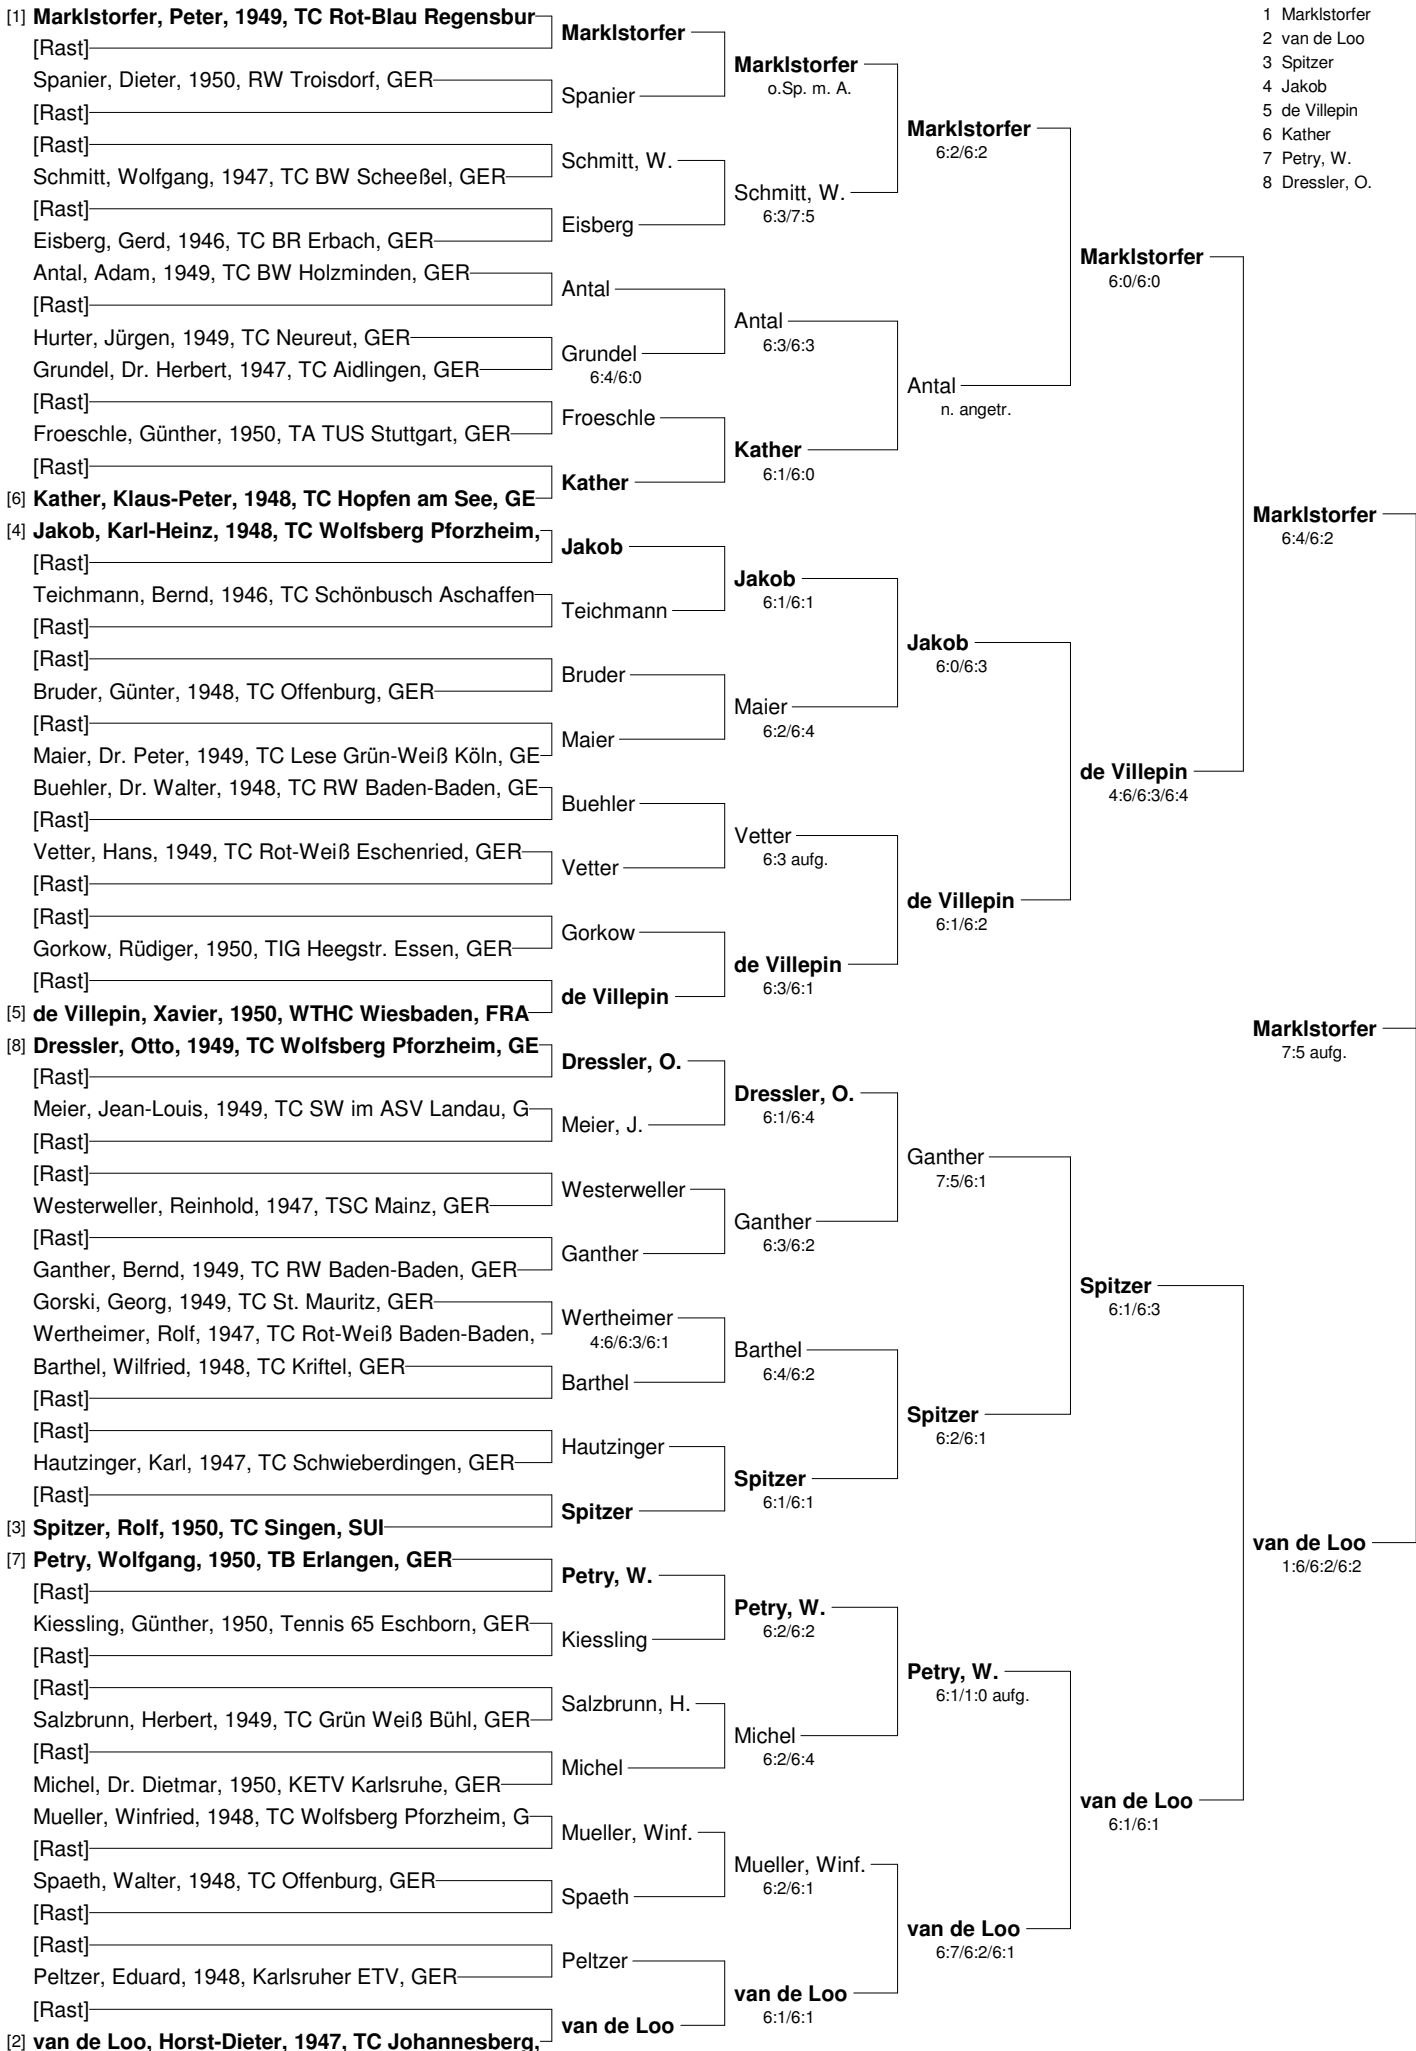 [1] Marklstorfer, Peter, 1949, TC Rot-Blau Regensbur
[Rast]
Spanier, Dieter, 1950, RW Troisdorf, GER
[Rast]
[Rast]
Schmitt, Wolfgang, 1947, TC BW Scheeßel, GER
[Rast]
Eisberg, Gerd, 1946, TC BR Erbach, GER
Antal, Adam, 1949, TC BW Holzminden, GER
[Rast]
Hurter, Jürgen, 1949, TC Neureut, GER
Grundel, Dr. Herbert, 1947, TC Aidlingen, GER
[Rast]
Froeschle, Günther, 1950, TA TUS Stuttgart, GER
[Rast]
[6] Kather, Klaus-Peter, 1948, TC Hopfen am See, GE
[4] Jakob, Karl-Heinz, 1948, TC Wolfsberg Pforzheim,
[Rast]
Teichmann, Bernd, 1946, TC Schönbusch Aschaffen
[Rast]
[Rast]
Bruder, Günter, 1948, TC Offenburg, GER
[Rast]
Maier, Dr. Peter, 1949, TC Lese Grün-Weiß Köln, GE
Buehler, Dr. Walter, 1948, TC RW Baden-Baden, GE
[Rast]
Vetter, Hans, 1949, TC Rot-Weiß Eschenried, GER
[Rast]
[Rast]
Gorkow, Rüdiger, 1950, TIG Heegstr. Essen, GER
[Rast]
[5] de Villepin, Xavier, 1950, WTHC Wiesbaden, FRA
[8] Dressler, Otto, 1949, TC Wolfsberg Pforzheim, GE
[Rast]
Meier, Jean-Louis, 1949, TC SW im ASV Landau, G
[Rast]
[Rast]
Westerweller, Reinhold, 1947, TSC Mainz, GER
[Rast]
Ganther, Bernd, 1949, TC RW Baden-Baden, GER
Gorski, Georg, 1949, TC St. Mauritz, GER
Wertheimer, Rolf, 1947, TC Rot-Weiß Baden-Baden,
Barthel, Wilfried, 1948, TC Kriftel, GER
[Rast]
[Rast]
Hautzinger, Karl, 1947, TC Schwieberdingen, GER
[Rast]
[3] Spitzer, Rolf, 1950, TC Singen, SUI
[7] Petry, Wolfgang, 1950, TB Erlangen, GER
[Rast]
Kiessling, Günther, 1950, Tennis 65 Eschborn, GER
[Rast]
[Rast]
Salzbrunn, Herbert, 1949, TC Grün Weiß Bühl, GER
[Rast]
Michel, Dr. Dietmar, 1950, KETV Karlsruhe, GER
Mueller, Winfried, 1948, TC Wolfsberg Pforzheim, G
[Rast]
Spaeth, Walter, 1948, TC Offenburg, GER
[Rast]
[Rast]
Peltzer, Eduard, 1948, Karlsruher ETV, GER
[Rast]
[2] van de Loo, Horst-Dieter, 1947, TC Johannesberg,
Marklstorfer
Spanier
Schmitt, W.
Eisberg
Antal
Grundel
6:4/6:0
Froeschle
Kather
Jakob
Teichmann
Bruder
Maier
Buehler
Vetter
Gorkow
de Villepin
Dressler, O.
Meier, J.
Westerweller
Ganther
Wertheimer
4:6/6:3/6:1
Barthel
Hautzinger
Spitzer
Petry, W.
Kiessling
Salzbrunn, H.
Michel
Mueller, Winf.
Spaeth
Peltzer
van de Loo
Marklstorfer
o.Sp. m. A.
Schmitt, W.
6:3/7:5
Antal
6:3/6:3
Kather
6:1/6:0
Jakob
6:1/6:1
Maier
6:2/6:4
Vetter
6:3 aufg.
de Villepin
6:3/6:1
Dressler, O.
6:1/6:4
Ganther
6:3/6:2
Barthel
6:4/6:2
Spitzer
6:1/6:1
Petry, W.
6:2/6:2
Michel
6:2/6:4
Mueller, Winf.
6:2/6:1
van de Loo
6:1/6:1
Marklstorfer
6:2/6:2
Antal
n. angetr.
Jakob
6:0/6:3
de Villepin
6:1/6:2
Ganther
7:5/6:1
Spitzer
6:2/6:1
Petry, W.
6:1/1:0 aufg.
van de Loo
6:7/6:2/6:1
Marklstorfer
6:0/6:0
de Villepin
4:6/6:3/6:4
Spitzer
6:1/6:3
van de Loo
6:1/6:1
Marklstorfer
6:4/6:2
van de Loo
1:6/6:2/6:2
Marklstorfer
7:5 aufg.
1 Marklstorfer
2 van de Loo
3 Spitzer
4 Jakob
5 de Villepin
6 Kather
7 Petry, W.
8 Dressler, O.